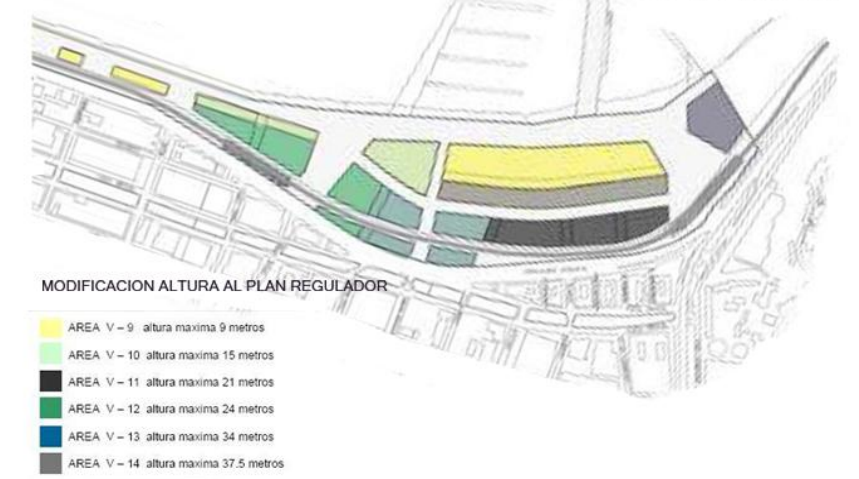 MODIFICACION ALTURA AL PLAN REGULADOR
AREA V – 9 altura maxima 9 metros
AREA V – 10 altura maxima 15 metros
AREA V – 11 altura maxima 21 metros
AREA V – 12 altura maxima 24 metros
AREA V – 13 altura maxima 34 metros
AREA V – 14 altura maxima 37.5 metros